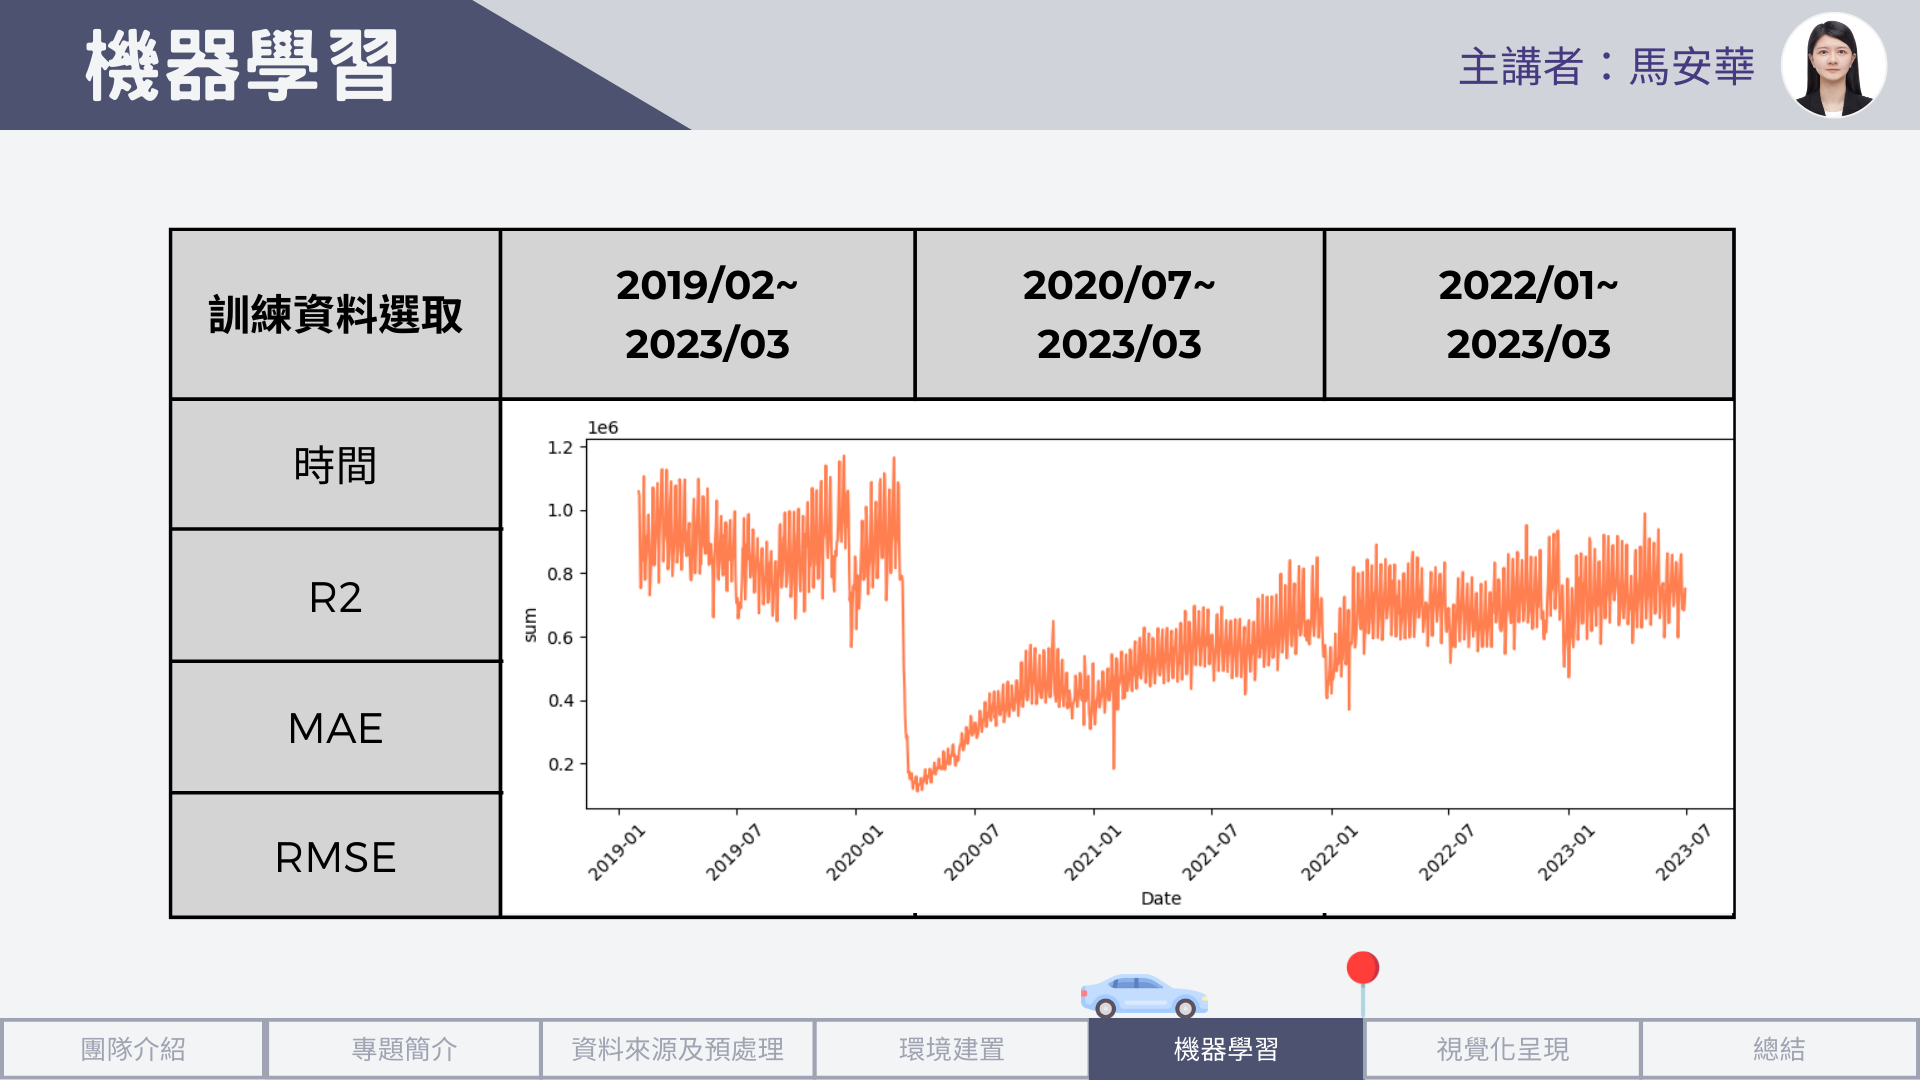 機器學習
主講者：馬安華
訓練資料選取
2019/02~
2023/03
2020/07~
2023/03
2022/01~
2023/03
時間
R2
MAE
RMSE
1e6
1.2
1.0
0.8
0.6
0.4
0.2
sum
2019-01
2019-07
2020-01
2020-07
2021-01
2021-07
2022-01
2022-07
2023-01
2023-07
Date
團隊介紹
專題簡介
資料來源及預處理
環境建置
機器學習
視覺化呈現
總結